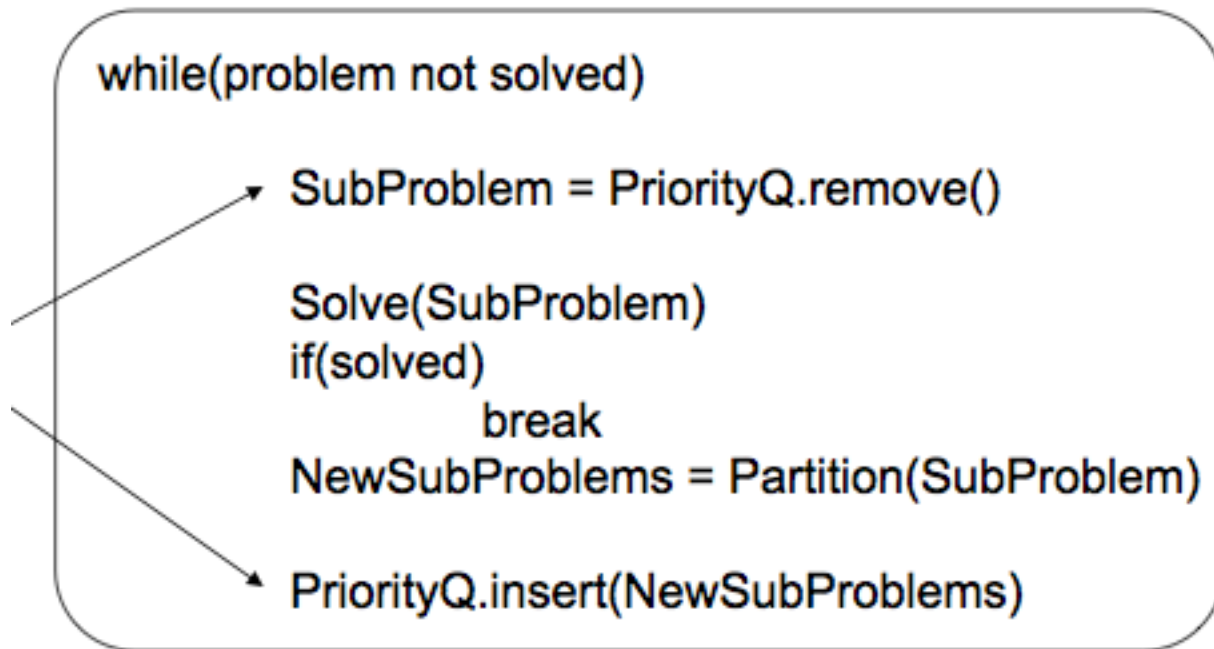 while(problem not solved)
SubProblem = PriorityQ.remove()
Solve(SubProblem)
if(solved)
break
NewSubProblems = Partition(SubProblem)
PriorityQ.insert(NewSubProblems)